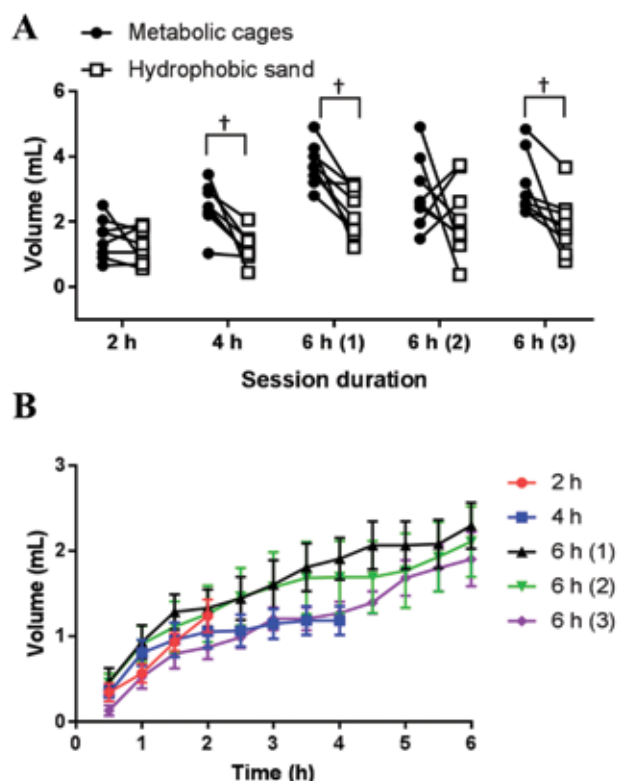 A
Metabolic cages
Hydrophobic sand
Volume (mL)
6
4
2
0
† † †
2 h 4 h 6 h (1) 6 h (2) 6 h (3)
Session duration
B
Volume (mL)
3
2
1
0
0 1 2 3 4 5 6
Time (h)
2 h
4 h
6 h (1)
6 h (2)
6 h (3)